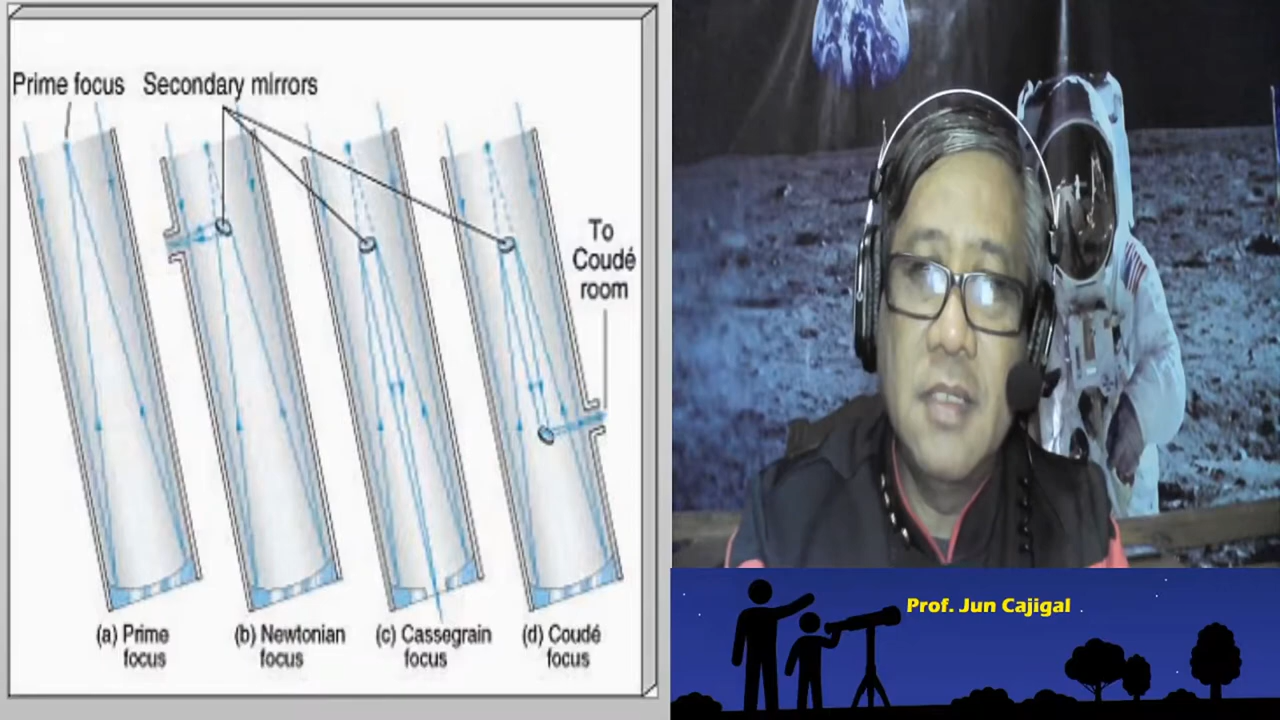 Prime focus
Secondary mirrors
To
Coudé
room
(a) Prime
focus
(b) Newtonian
focus
(c) Cassegrain
focus
(d) Coudé
focus
Prof. Jun Cajigal